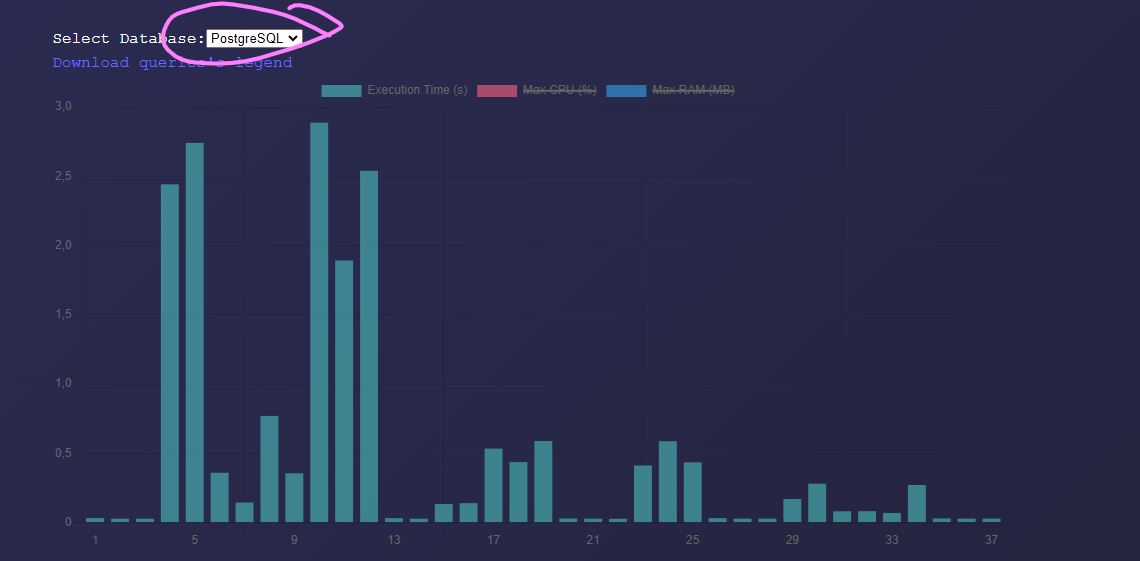 Select Database: PostgreSQL
Download queries's legend
Execution Time (s) Max CPU (%) Max RAM (MB)
3,0
2,5
2,0
1,5
1,0
0,5
0
1 5 9 13 17 21 25 29 33 37